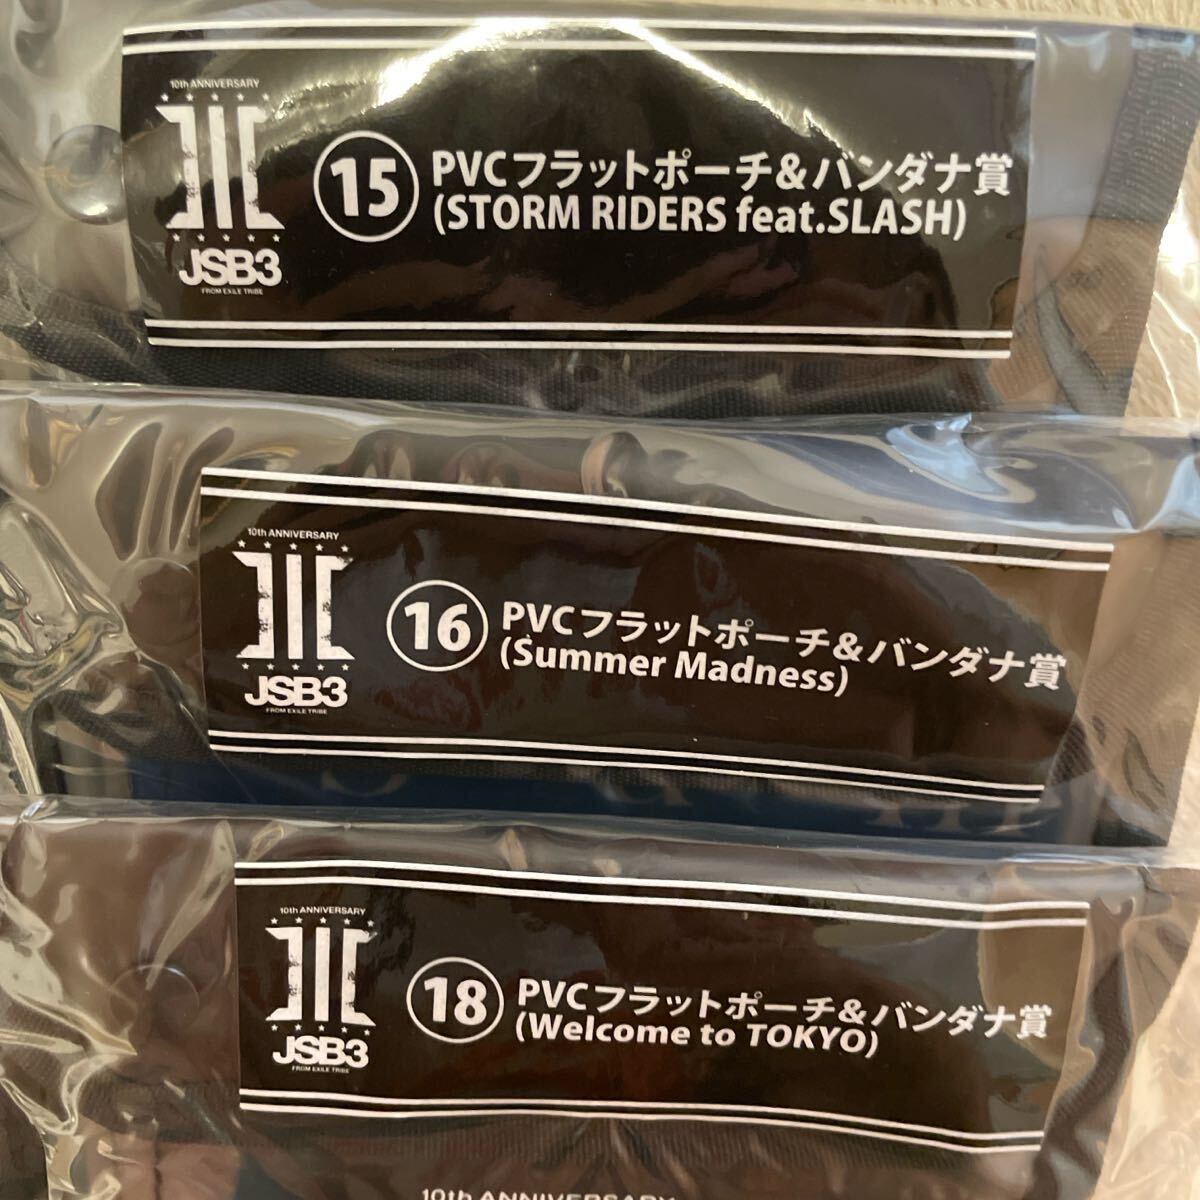 10th ANNIVERSARY
JSB3
FROM EXILE TRIBE
15 PVCフラットポーチ&バンダナ賞
(STORM RIDERS feat.SLASH)
10th ANNIVERSARY
JSB3
FROM EXILE TRIBE
16 PVCフラットポーチ&バンダナ賞
(Summer Madness)
10th ANNIVERSARY
JSB3
FROM EXILE TRIBE
18 PVCフラットポーチ&バンダナ賞
(Welcome to TOKYO)
10th ANNIVERSARY